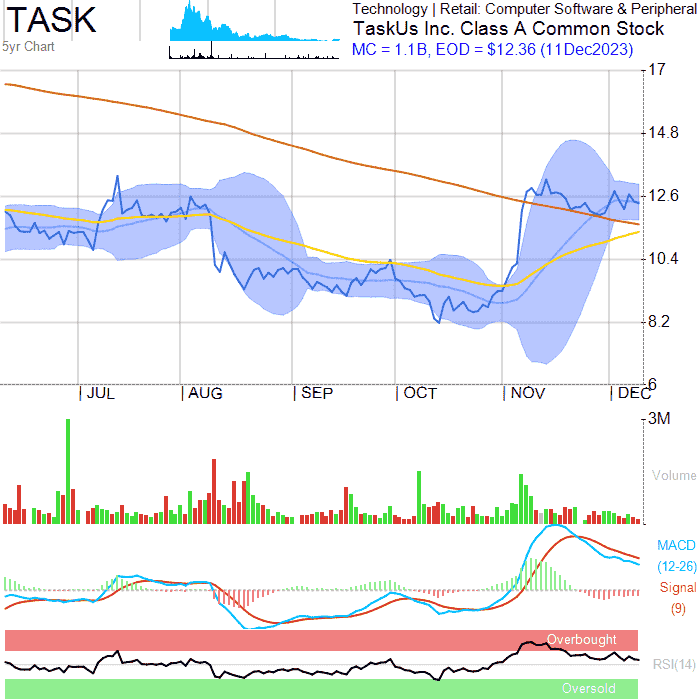 TASK
5yr Chart
Technology | Retail: Computer Software & Peripheral
TaskUs Inc. Class A Common Stock
MC = 1.1B, EOD = $12.36 (11Dec2023)
17
14.8
12.6
10.4
8.2
6
JUL
AUG
SEP
OCT
NOV
DEC
3M
Volume
MACD
(12-26)
Signal
(9)
Overbought
RSI(14)
Oversold